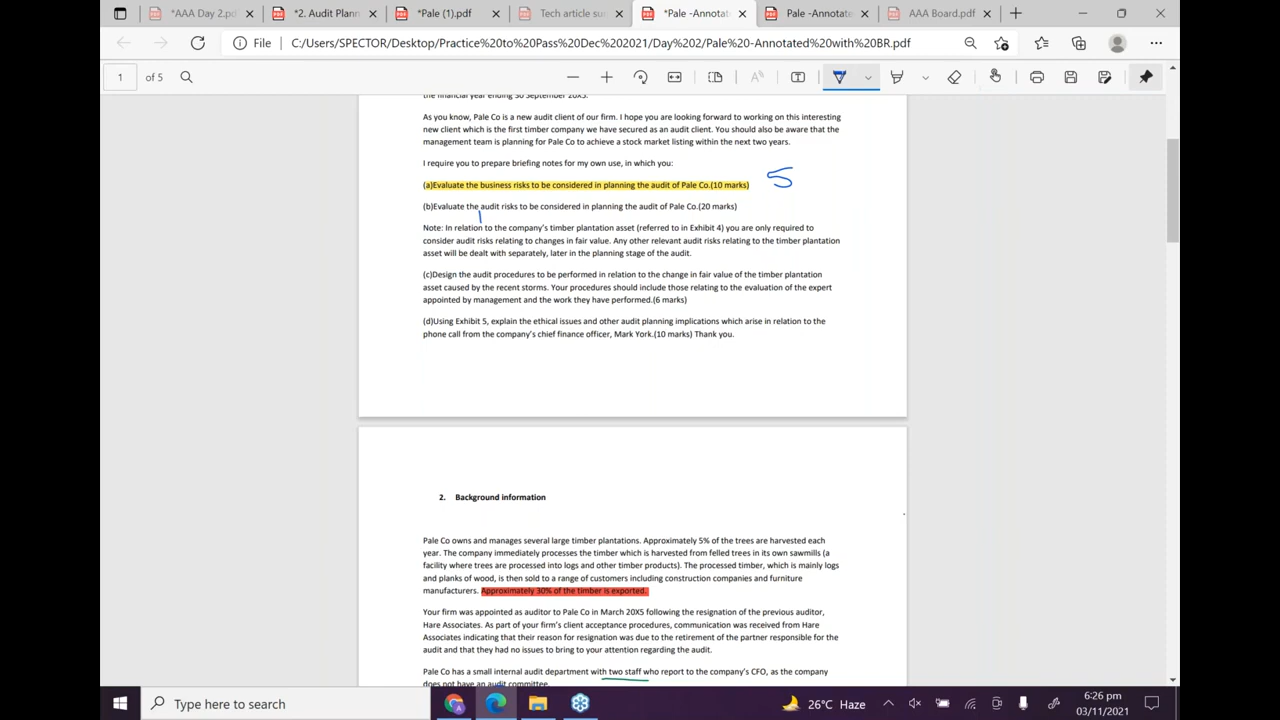 *AAA Day 2.pd
*2. Audit Plann
*Pale (1).pdf
Tech article sum
*Pale -Annotate
Pale -Annotate
AAA Board.pdf
File
C:/Users/SPECTOR/Desktop/Practice%20to%20Pass%20Dec%202021/Day%202/Pale%20-Annotated%20with%20BR.pdf
1 of 5
the financial year ending 30 September 20X5.
As you know, Pale Co is a new audit client of our firm. I hope you are looking forward to working on this interesting
new client which is the first timber company we have secured as an audit client. You should also be aware that the
management team is planning for Pale Co to achieve a stock market listing within the next two years.
I require you to prepare briefing notes for my own use, in which you:
(a)Evaluate the business risks to be considered in planning the audit of Pale Co.(10 marks)
5
(b)Evaluate the audit risks to be considered in planning the audit of Pale Co.(20 marks)
Note: In relation to the company's timber plantation asset (referred to in Exhibit 4) you are only required to
consider audit risks relating to changes in fair value. Any other relevant audit risks relating to the timber plantation
asset will be dealt with separately, later in the planning stage of the audit.
(c)Design the audit procedures to be performed in relation to the change in fair value of the timber plantation
asset caused by the recent storms. Your procedures should include those relating to the evaluation of the expert
appointed by management and the work they have performed.(6 marks)
(d)Using Exhibit 5, explain the ethical issues and other audit planning implications which arise in relation to the
phone call from the company's chief finance officer, Mark York.(10 marks) Thank you.
2. Background information
Pale Co owns and manages several large timber plantations. Approximately 5% of the trees are harvested each
year. The company immediately processes the timber which is harvested from felled trees in its own sawmills (a
facility where trees are processed into logs and other timber products). The processed timber, which is mainly logs
and planks of wood, is then sold to a range of customers including construction companies and furniture
manufacturers. Approximately 30% of the timber is exported.
Your firm was appointed as auditor to Pale Co in March 20X5 following the resignation of the previous auditor,
Hare Associates. As part of your firm's client acceptance procedures, communication was received from Hare
Associates indicating that their reason for resignation was due to the retirement of the partner responsible for the
audit and that they had no issues to bring to your attention regarding the audit.
Pale Co has a small internal audit department with two staff who report to the company's CFO, as the company
does not have an audit committee.
Type here to search
26°C Haze
6:26 pm
03/11/2021